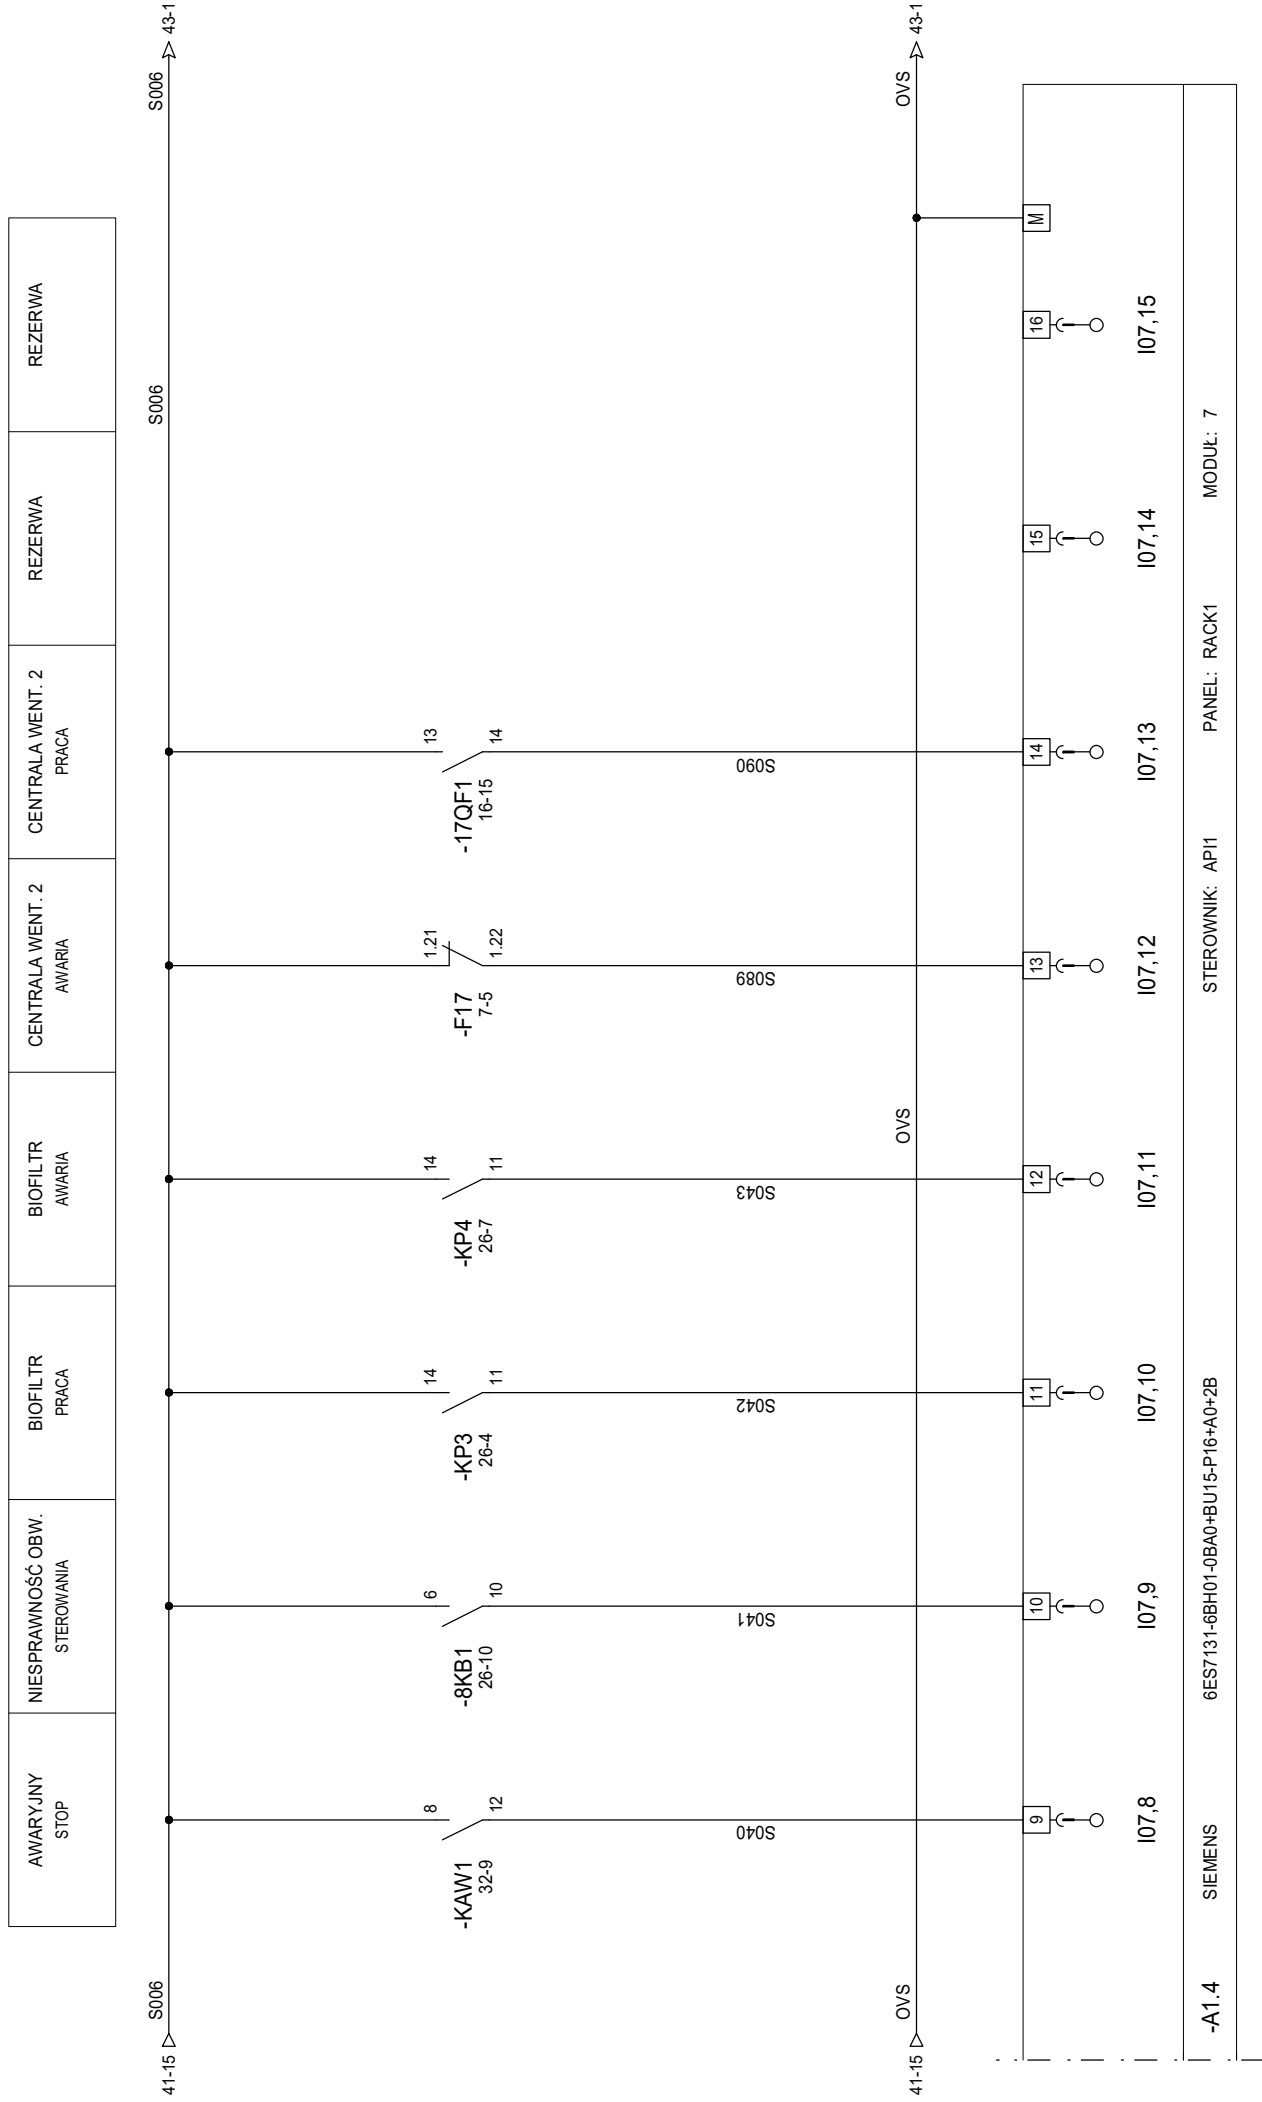 AWARYJNY
STOP
NIESPRAWNOŚĆ OBW.
STEROWANIA
BIOFILTR
PRACA
BIOFILTR
AWARIA
CENTRALA WENT. 2
AWARIA
CENTRALA WENT. 2
PRACA
REZERWA
REZERWA
41-15
S006
S006
S006
43-1
-KAW1
32-9
8
12
S040
-8KB1
26-10
6
10
S041
-KP3
26-4
14
11
S042
-KP4
26-7
14
11
S043
-F17
7-5
1.21
1.22
S089
-17QF1
16-15
13
14
S090
41-15
OVS
OVS
OVS
43-1
9
10
11
12
13
14
15
16
M
I07,8
I07,9
I07,10
I07,11
I07,12
I07,13
I07,14
I07,15
-A1.4
SIEMENS
6ES7131-6BH01-0BA0+BU15-P16+A0+2B
STEROWNIK: API1
PANEL: RACK1
MODUŁ: 7